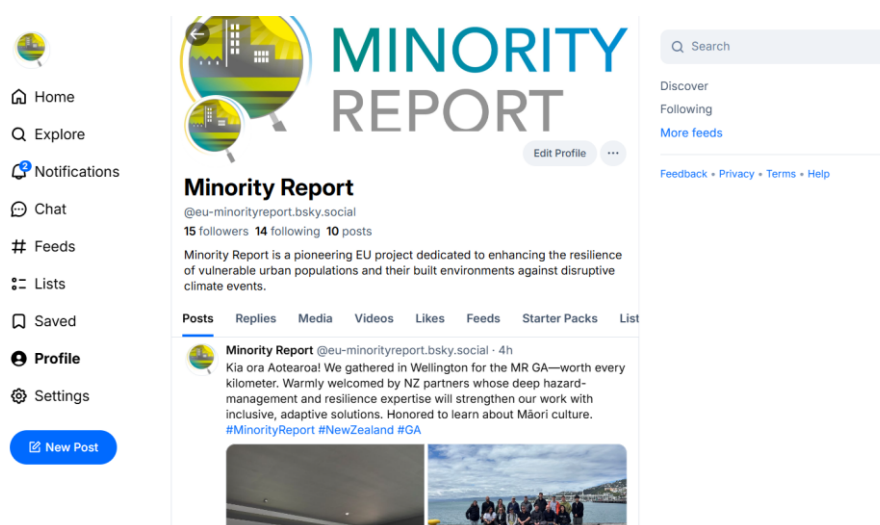 Home
Explore
2
Notifications
Chat
Feeds
Lists
Saved
Profile
Settings
New Post
MINORITY
REPORT
Edit Profile
Minority Report
@eu-minorityreport.bsky.social
15 followers 14 following 10 posts
Minority Report is a pioneering EU project dedicated to enhancing the resilience
of vulnerable urban populations and their built environments against disruptive
climate events.
Posts Replies Media Videos Likes Feeds Starter Packs List
Minority Report @eu-minorityreport.bsky.social · 4h
Kia ora Aotearoa! We gathered in Wellington for the MR GA—worth every
kilometer. Warmly welcomed by NZ partners whose deep hazard-
management and resilience expertise will strengthen our work with
inclusive, adaptive solutions. Honored to learn about Māori culture.
#MinorityReport #NewZealand #GA
Search
Discover
Following
More feeds
Feedback • Privacy • Terms • Help